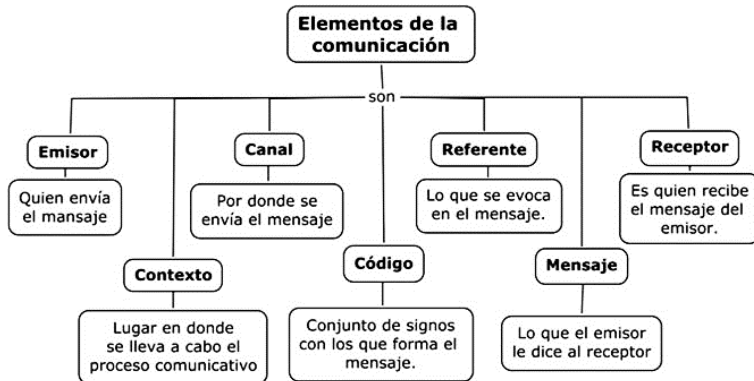 Elementos de la
comunicación
son
Emisor
Quien envía
el mansaje
Canal
Por donde se
envía el mensaje
Referente
Lo que se evoca
en el mensaje.
Receptor
Es quien recibe
el mensaje del
emisor.
Contexto
Lugar en donde
se lleva a cabo el
proceso comunicativo
Código
Conjunto de signos
con los que forma el
mensaje.
Mensaje
Lo que el emisor
le dice al receptor